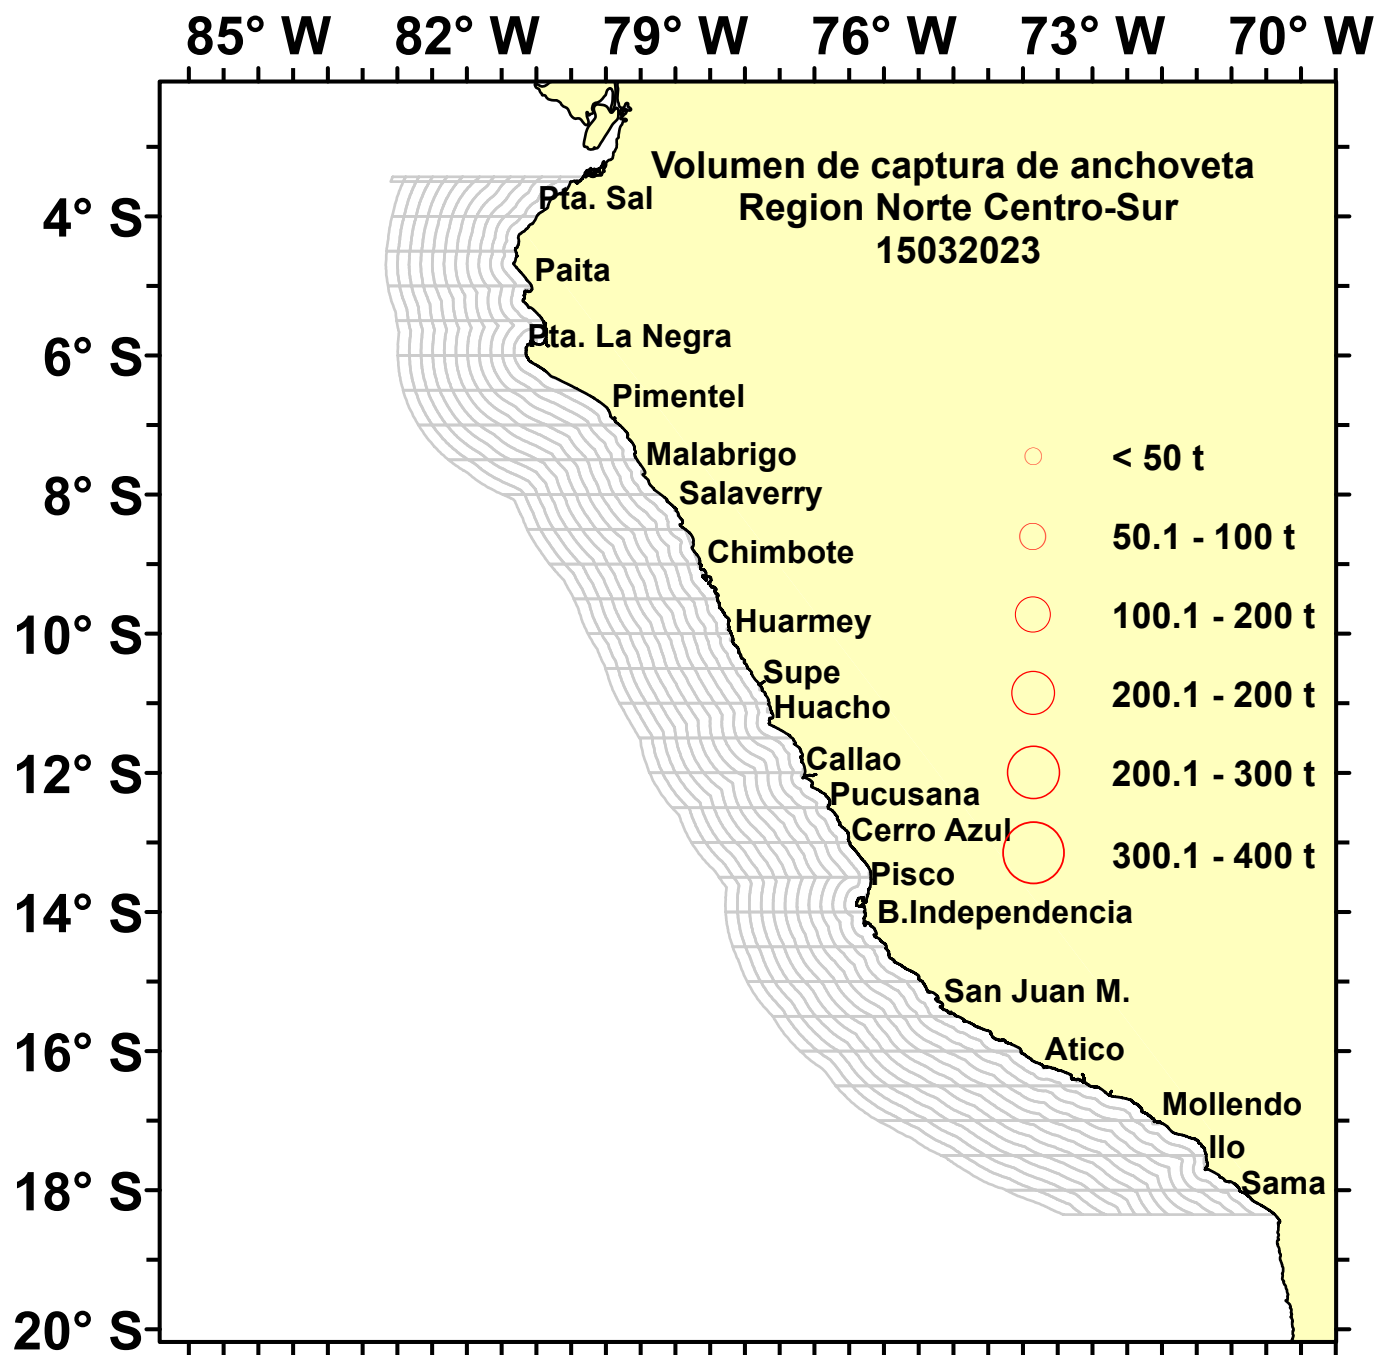 85° W 82° W 79° W 76° W 73° W 70° W
Volumen de captura de anchoveta
Region Norte Centro-Sur
15032023
4° S
6° S
8° S
10° S
12° S
14° S
16° S
18° S
20° S
Pta. Sal
Paita
Pta. La Negra
Pimentel
Malabrigo
Salaverry
Chimbote
Huarmey
Supe
Huacho
Callao
Pucusana
Cerro Azul
Pisco
B.Independencia
San Juan M.
Atico
Mollendo
Ilo
Sama
< 50 t
50.1 - 100 t
100.1 - 200 t
200.1 - 200 t
200.1 - 300 t
300.1 - 400 t